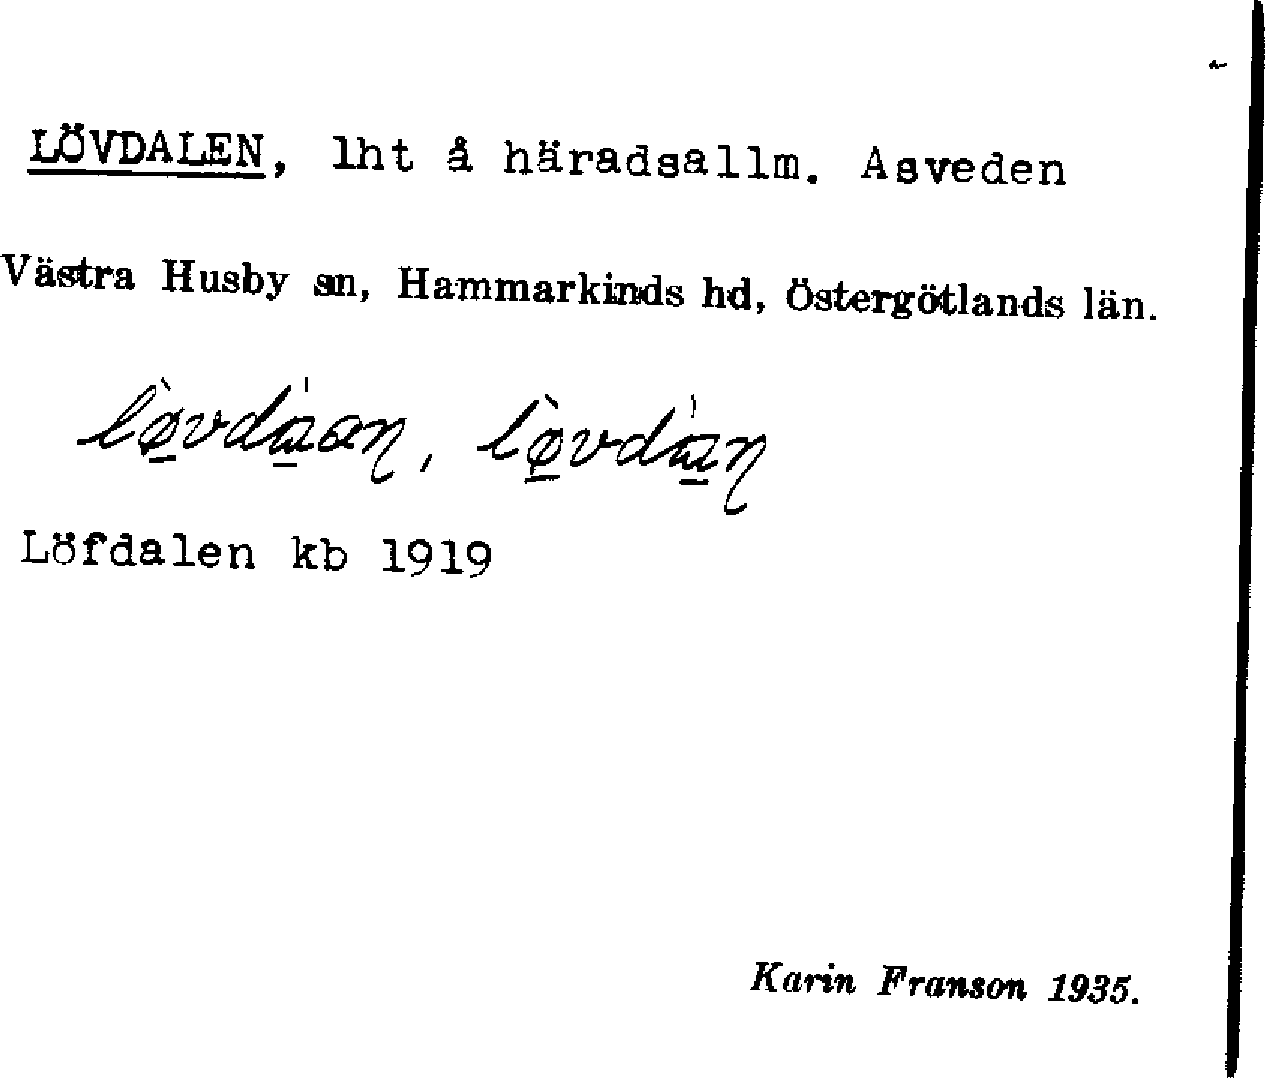 LÖVDALEN, lht å häradsallm. Asveden
Västra Husby sn, Hammarkinds hd, Östergötlands län.
Löfdalen kb 1919
Karin Franson 1935.